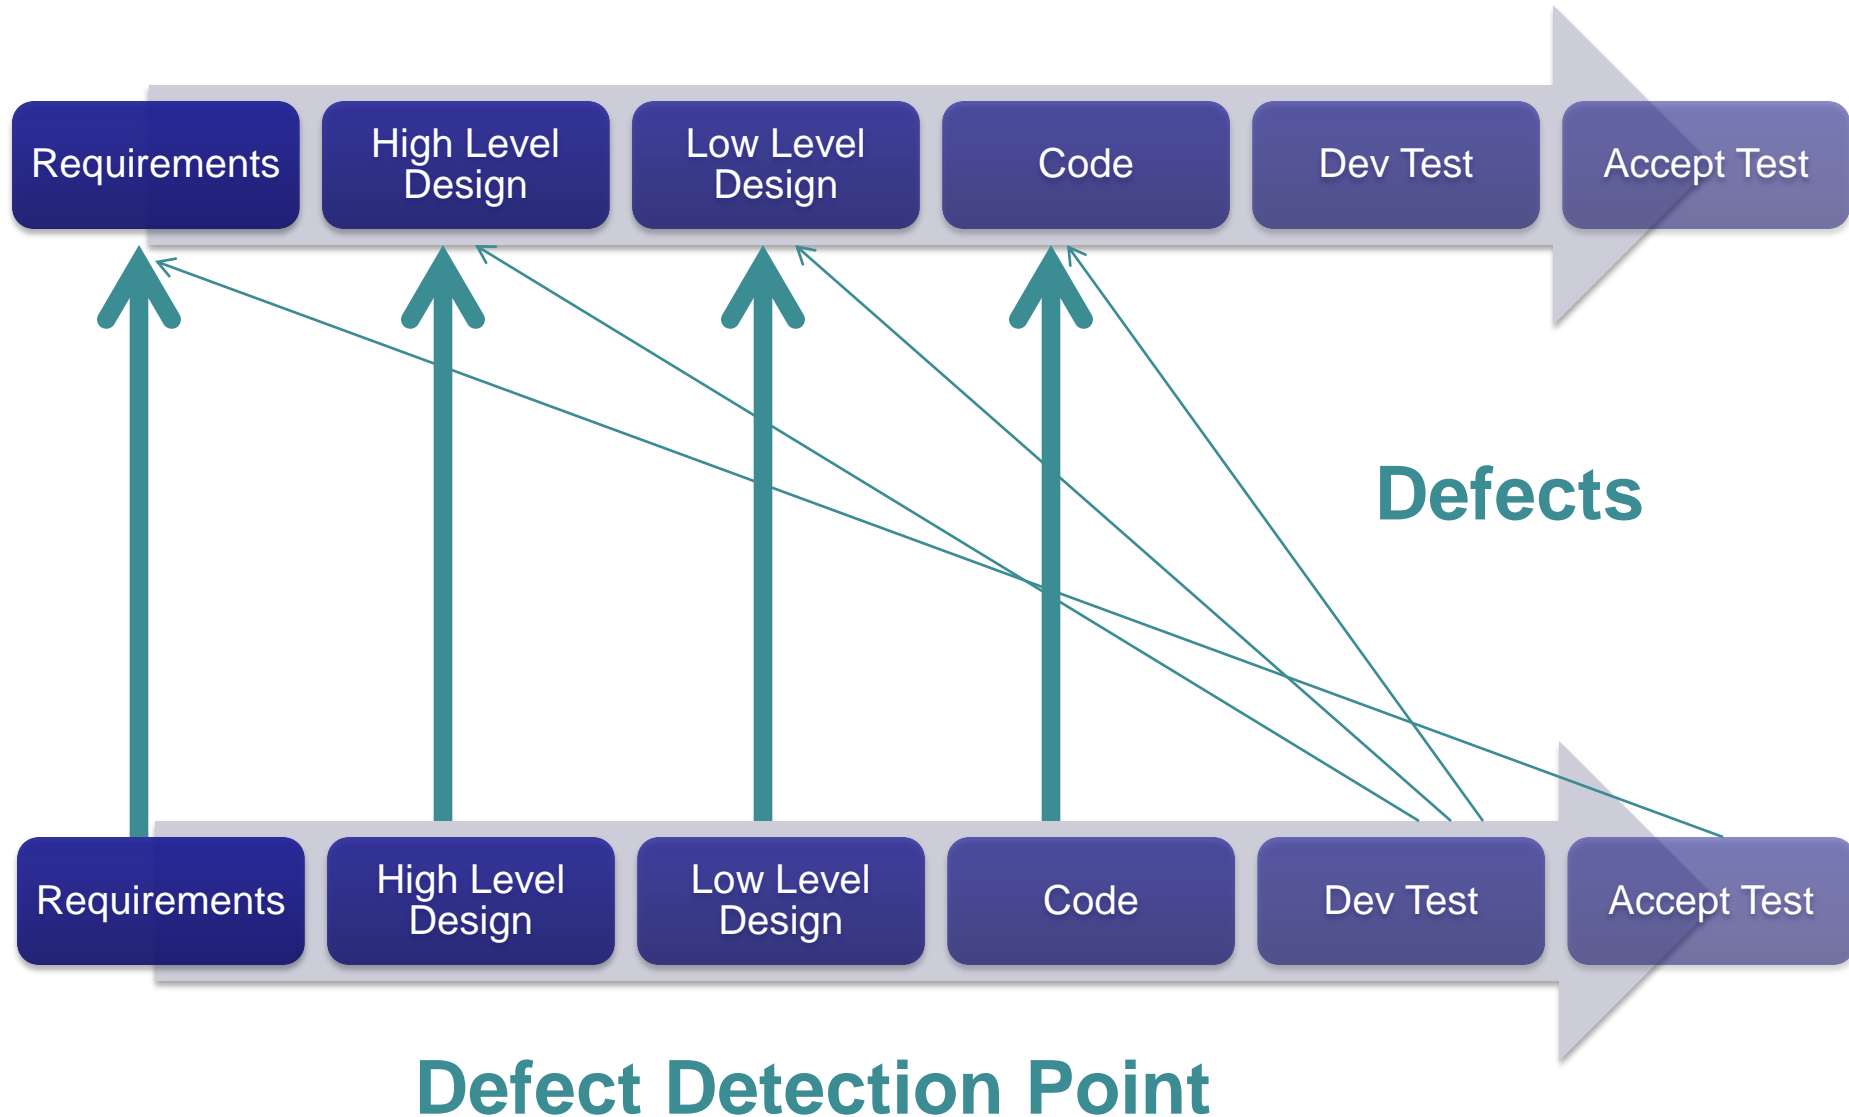 Requirements
High Level
Design
Low Level
Design
Code
Dev Test
Accept Test
Defects
Requirements
High Level
Design
Low Level
Design
Code
Dev Test
Accept Test
Defect Detection Point